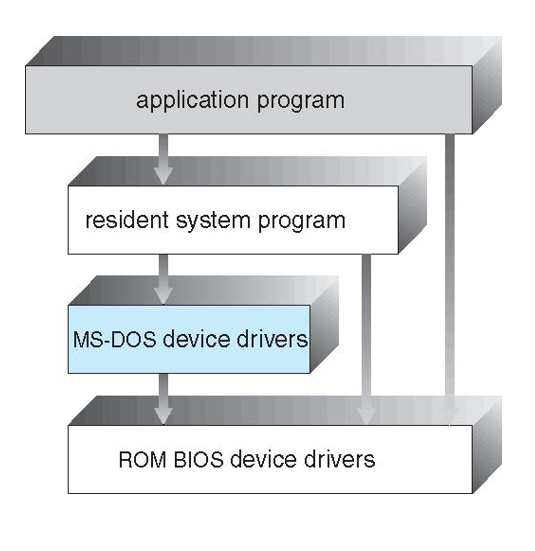 application program
resident system program
MS-DOS device drivers
ROM BIOS device drivers